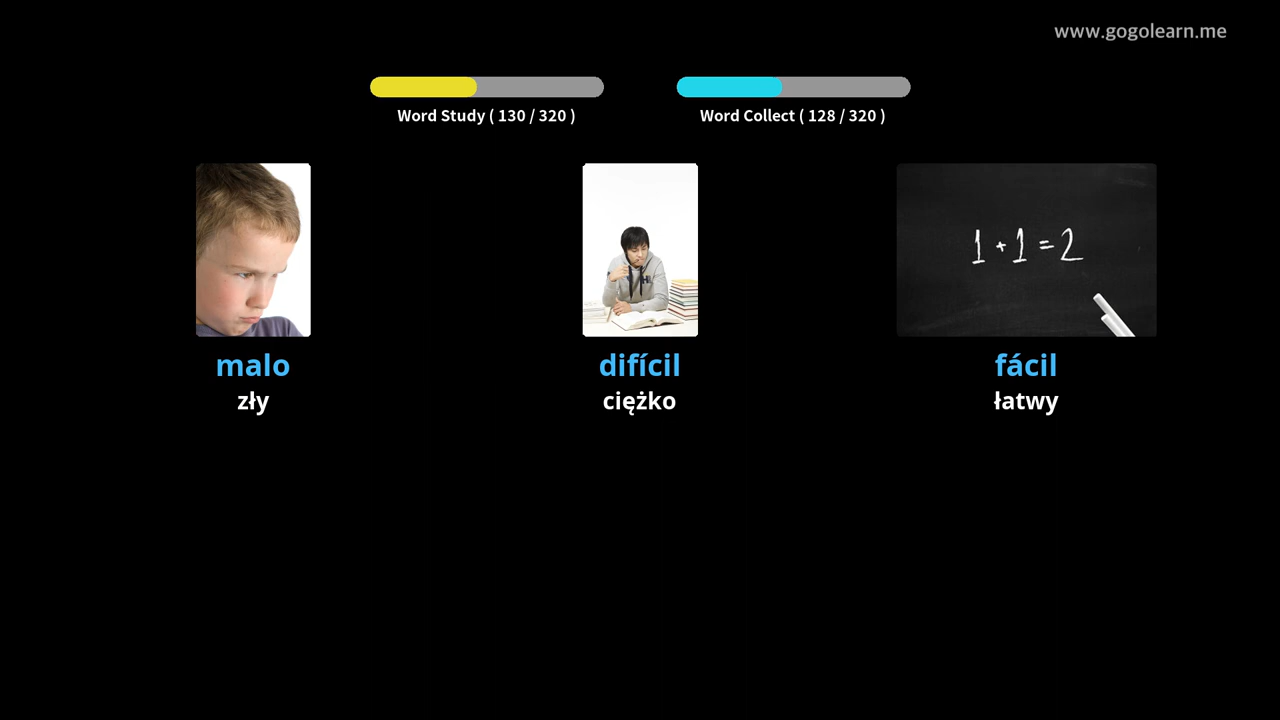 www.gogolearn.me
Word Study ( 130 / 320 )
Word Collect ( 128 / 320 )
1 + 1 = 2
malo
difícil
fácil
zły
ciężko
łatwy